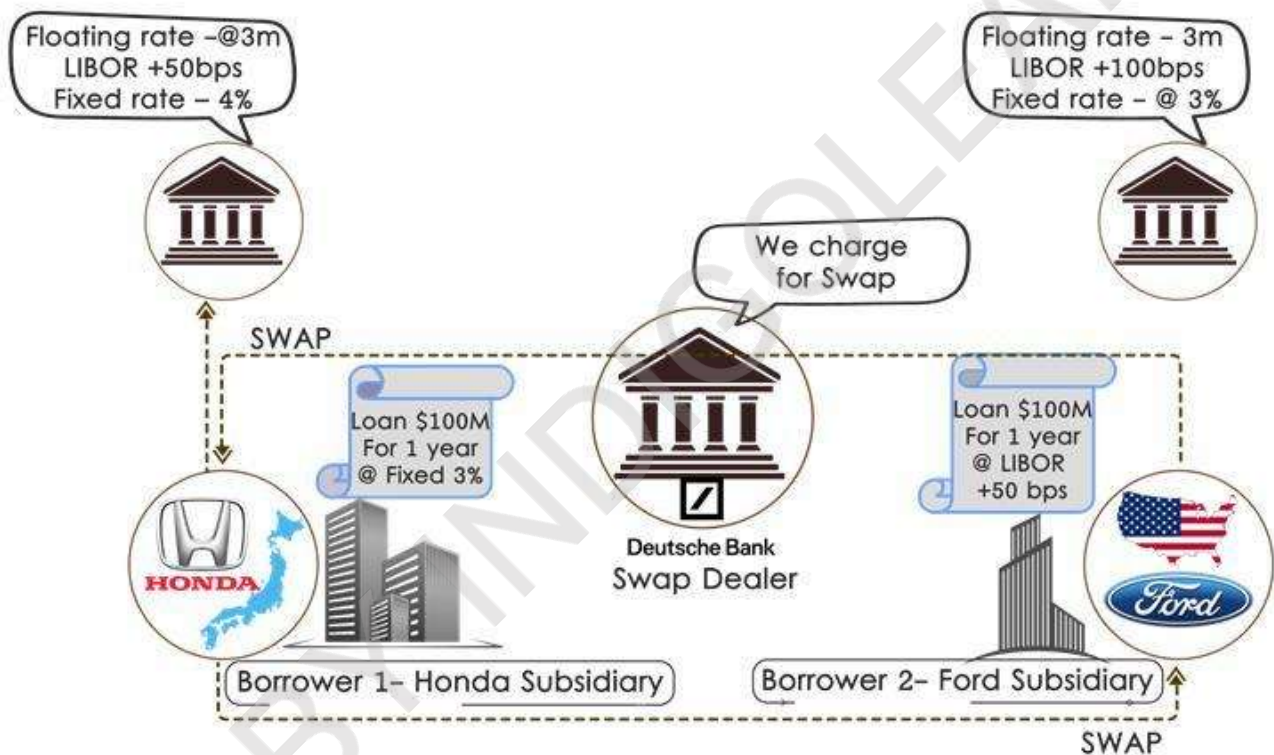 Floating rate -@3m
LIBOR +50bps
Fixed rate - 4%
Floating rate - 3m
LIBOR +100bps
Fixed rate - @ 3%
We charge
for Swap
SWAP
Loan $100M
For 1 year
@ Fixed 3%
Loan $100M
For 1 year
@ LIBOR
+50 bps
HONDA
Deutsche Bank
Swap Dealer
Ford
Borrower 1- Honda Subsidiary
Borrower 2- Ford Subsidiary
SWAP
BY INDIGOLEA